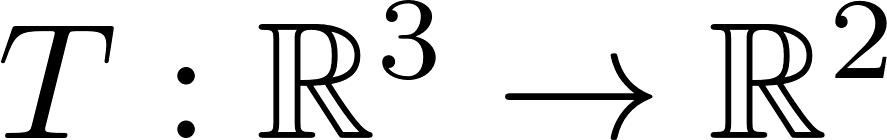 T : ℝ³ → ℝ²